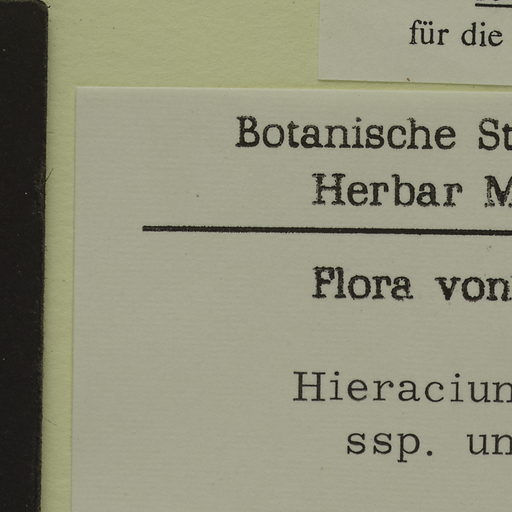 für die
Botanische St
Herbar M
Flora von
Hieraciun
ssp. un